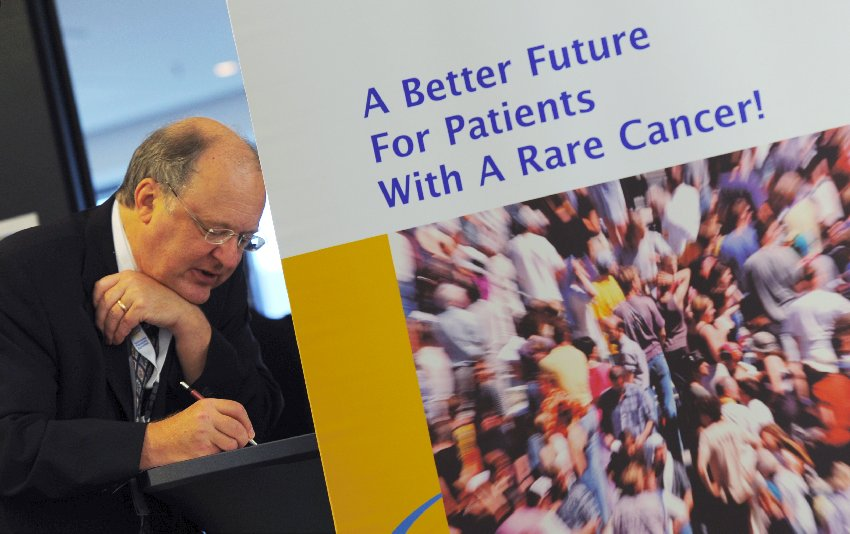 A Better Future
For Patients
With A Rare Cancer!